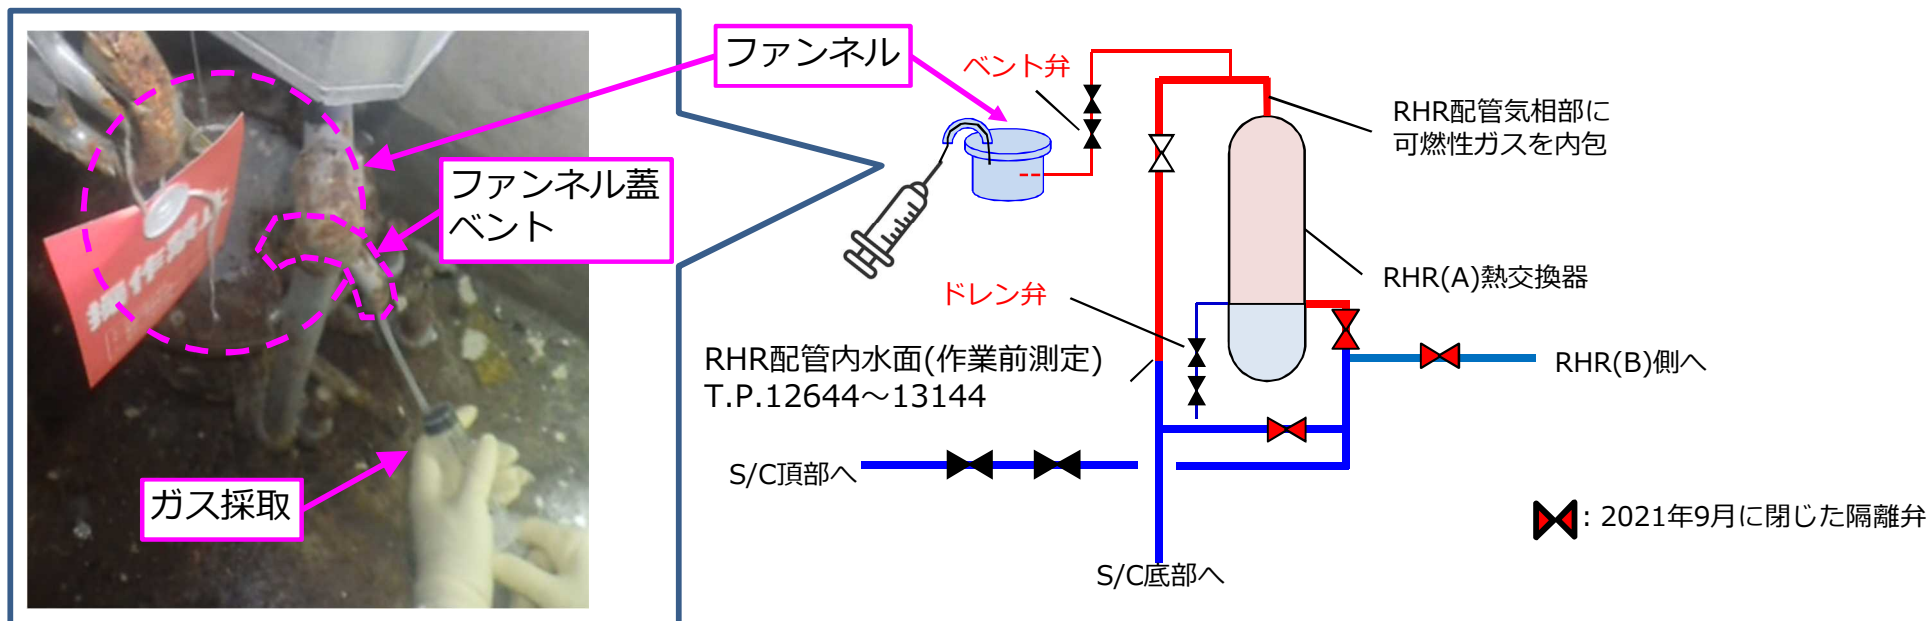 ファンネル
ファンネル蓋
ベント
ガス採取
ベント弁
RHR配管気相部に
可燃性ガスを内包
RHR(A)熱交換器
ドレン弁
RHR配管内水面(作業前測定)
T.P.12644～13144
RHR(B)側へ
S/C頂部へ
S/C底部へ
: 2021年9月に閉じた隔離弁